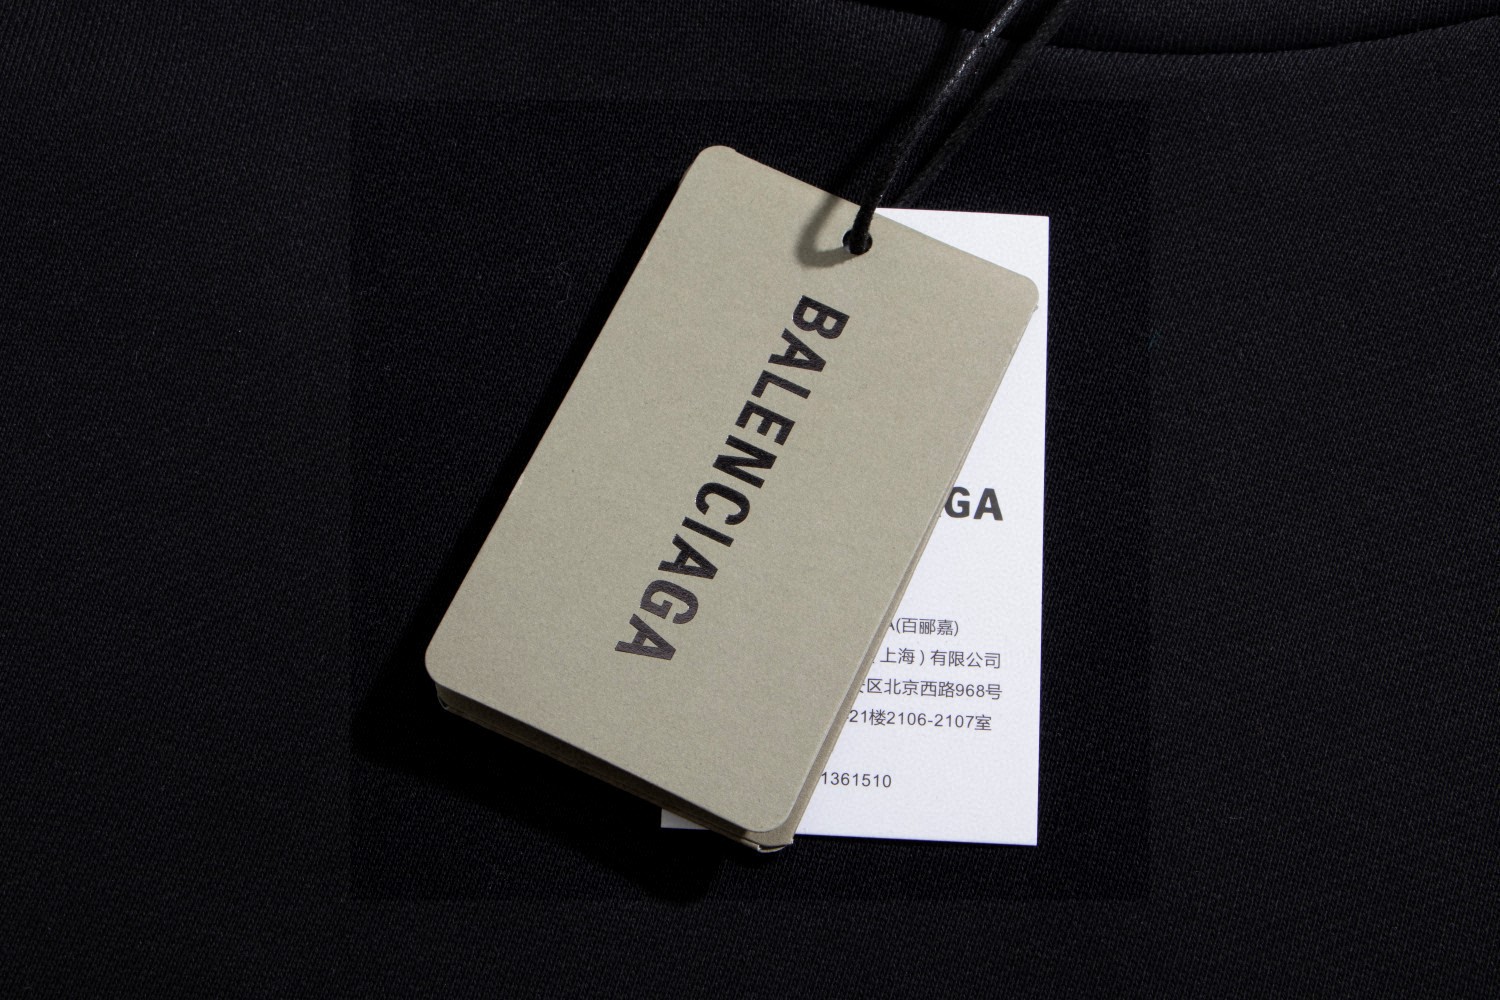 BALENCIAGA
GA
A(百郦嘉)
上海)有限公司
区北京西路968号
21楼2106-2107室
1361510